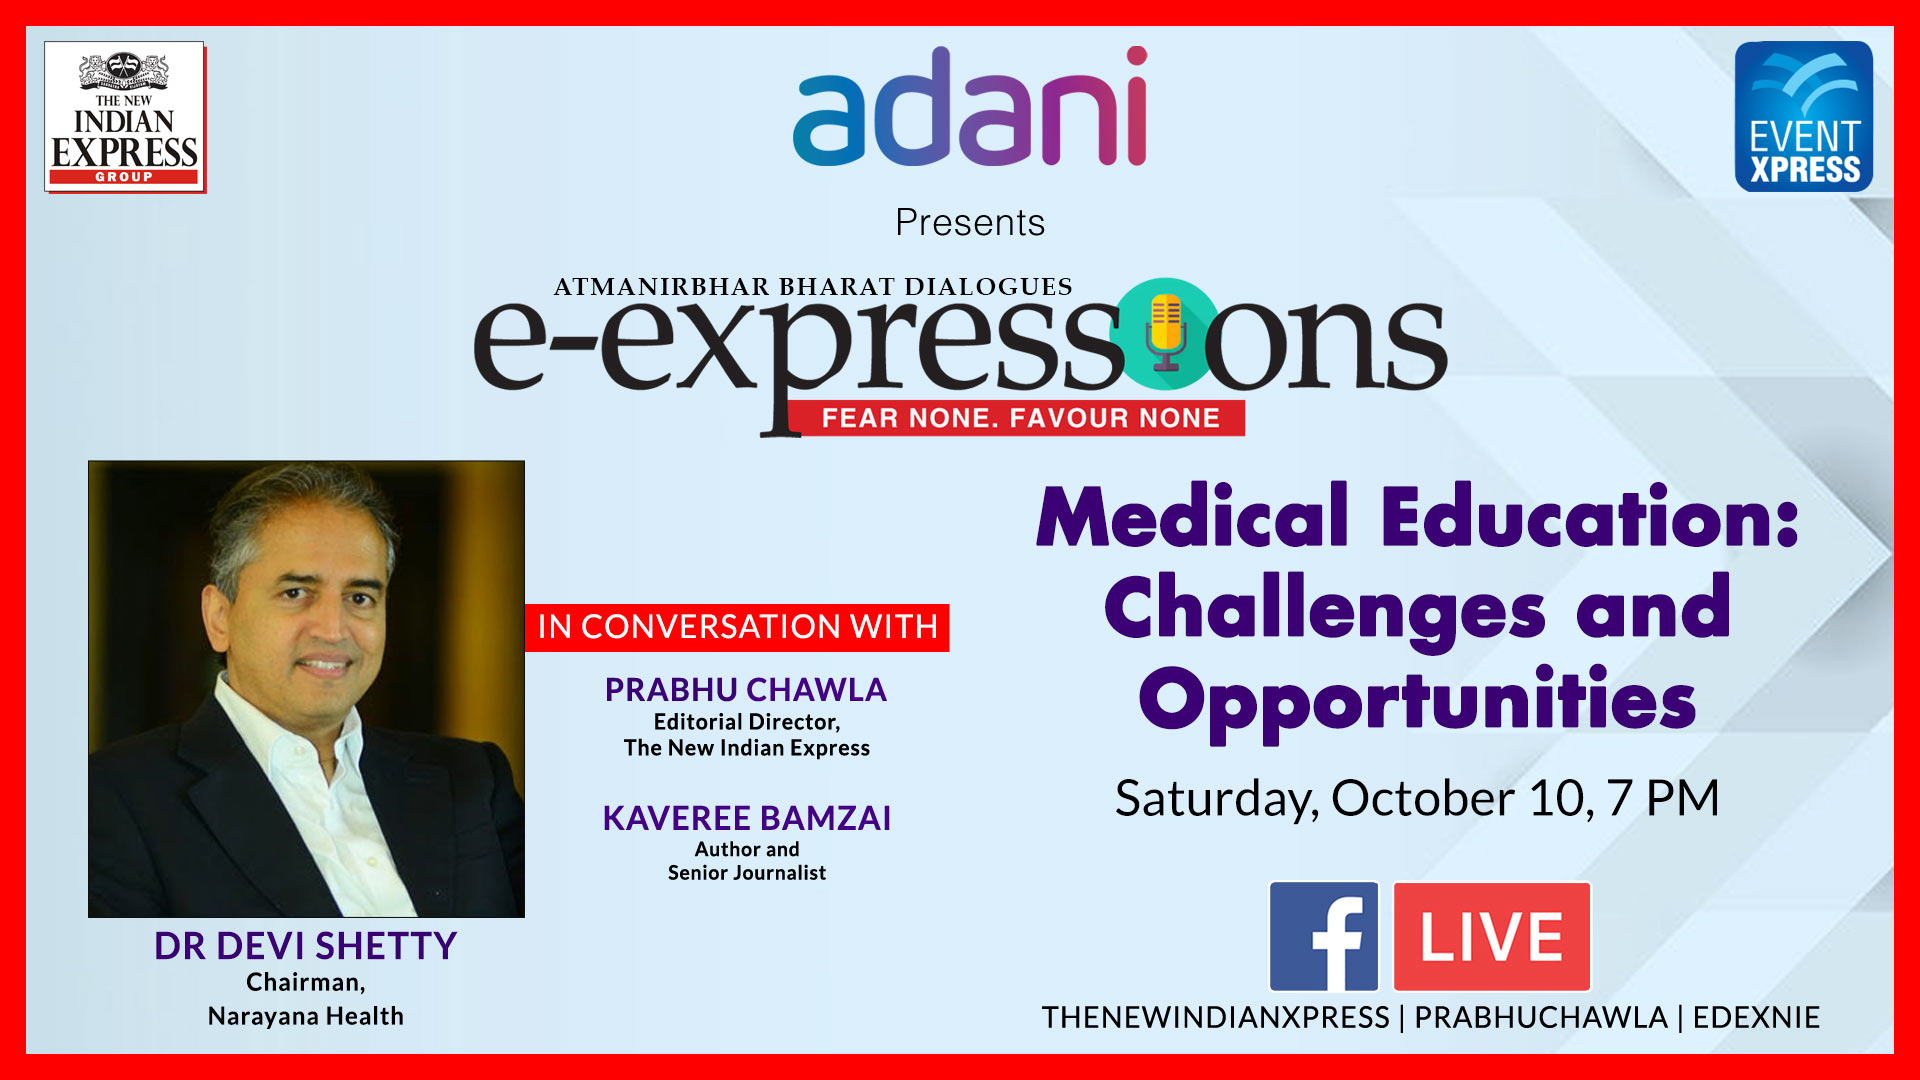 THE NEW
INDIAN
EXPRESS
GROUP
adani
EVENT
XPRESS
Presents
ATMANIRBHAR BHARAT DIALOGUES
e-expressions
FEAR NONE. FAVOUR NONE
Medical Education:
Challenges and
Opportunities
Saturday, October 10, 7 PM
IN CONVERSATION WITH
PRABHU CHAWLA
Editorial Director,
The New Indian Express
KAVEREE BAMZAI
Author and
Senior Journalist
DR DEVI SHETTY
Chairman,
Narayana Health
f LIVE
THENEWINDIANXPRESS | PRABHUCHAWLA | EDEXNIE